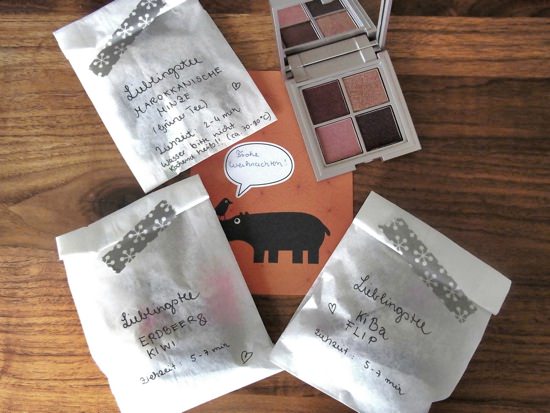 Lieblingstee
MAROKKANISCHE
MINZE
(Grüner Tee)
Ziehzeit 2-4 min
Wasser bitte nicht
kochend heiß!! (ca. 70-80°C)
Frohe
Weihnachten!
Lieblingstee
ERDBEER &
KIWI
Ziehzeit: 5-7 min
Lieblingstee
KiBa
FLIP
Ziehzeit: 5-7 min